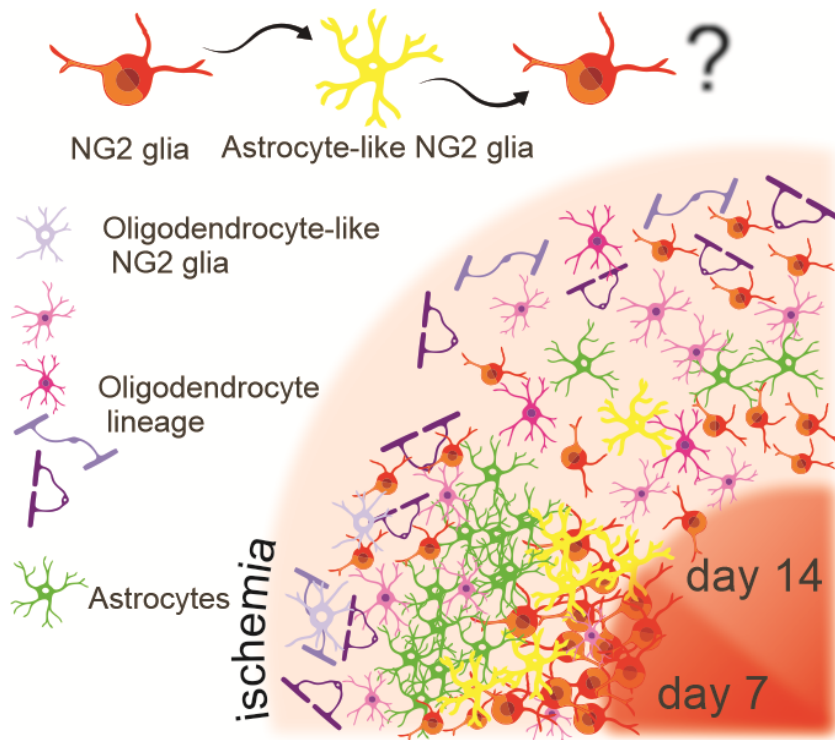 ?
NG2 glia
Astrocyte-like NG2 glia
Oligodendrocyte-like
NG2 glia
Oligodendrocyte
lineage
Astrocytes
ischemia
day 14
day 7